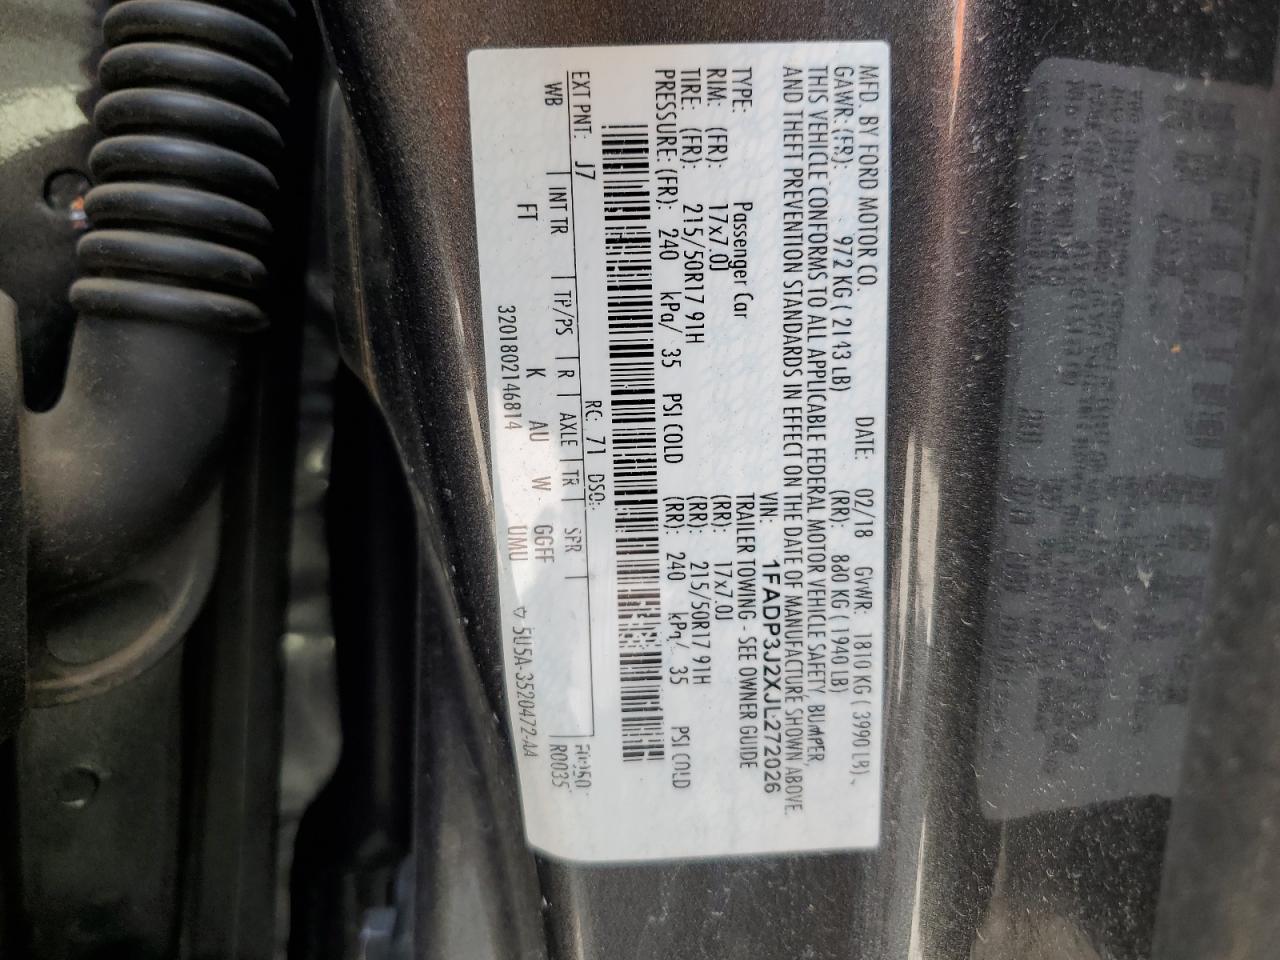 MFD. BY FORD MOTOR CO. DATE: 02/18 GVWR: 1810 KG ( 3990 LB)
GAWR: (FR): 972 KG ( 2143 LB) (RR): 880 KG ( 1940 LB)
THIS VEHICLE CONFORMS TO ALL APPLICABLE FEDERAL MOTOR VEHICLE SAFETY, BUMPER,
AND THEFT PREVENTION STANDARDS IN EFFECT ON THE DATE OF MANUFACTURE SHOWN ABOVE.
VIN: 1FADP3J2XJL272026
TYPE: Passenger Car TRAILER TOWING - SEE OWNER GUIDE
RIM: (FR): 17x7.0J (RR): 17x7.0J
TIRE: (FR): 215/50R17 91H (RR): 215/50R17 91H
PRESSURE (FR): 240 kPa/ 35 PSI COLD (RR): 240 kPa/ 35 PSI COLD
EXT PNT: J7 RC: 71 DSO:
WB INT TR TP/PS R AXLE TR SPR R0035
FT K AU W GGFF
3201802146814 UMU ▽ 5U5A-3520472-AA